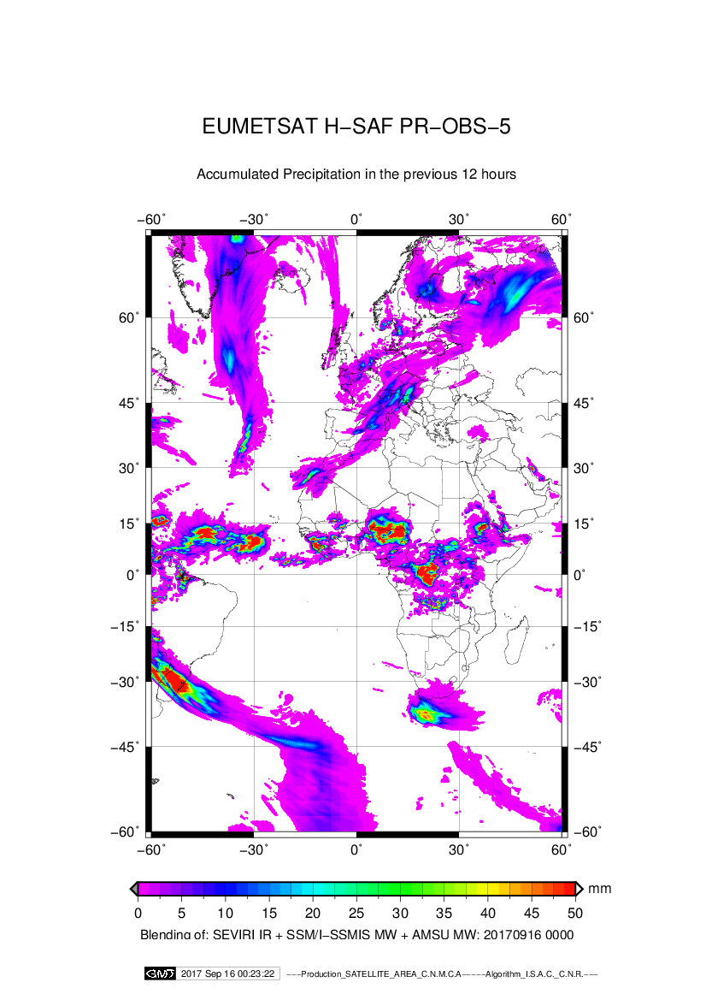 EUMETSAT H−SAF PR−OBS−5
Accumulated Precipitation in the previous 12 hours
−60˚ −30˚ 0˚ 30˚ 60˚
60˚ 60˚
45˚ 45˚
30˚ 30˚
15˚ 15˚
0˚ 0˚
−15˚ −15˚
−30˚ −30˚
−45˚ −45˚
−60˚ −60˚
−60˚ −30˚ 0˚ 30˚ 60˚
mm
0 5 10 15 20 25 30 35 40 45 50
Blending of: SEVIRI IR + SSM/I−SSMIS MW + AMSU MW: 20170916 0000
GMT 2017 Sep 16 00:23:22 −−−Production_SATELLITE_AREA_C.N.M.C.A−−−−−Algorithm_I.S.A.C._C.N.R.−−−